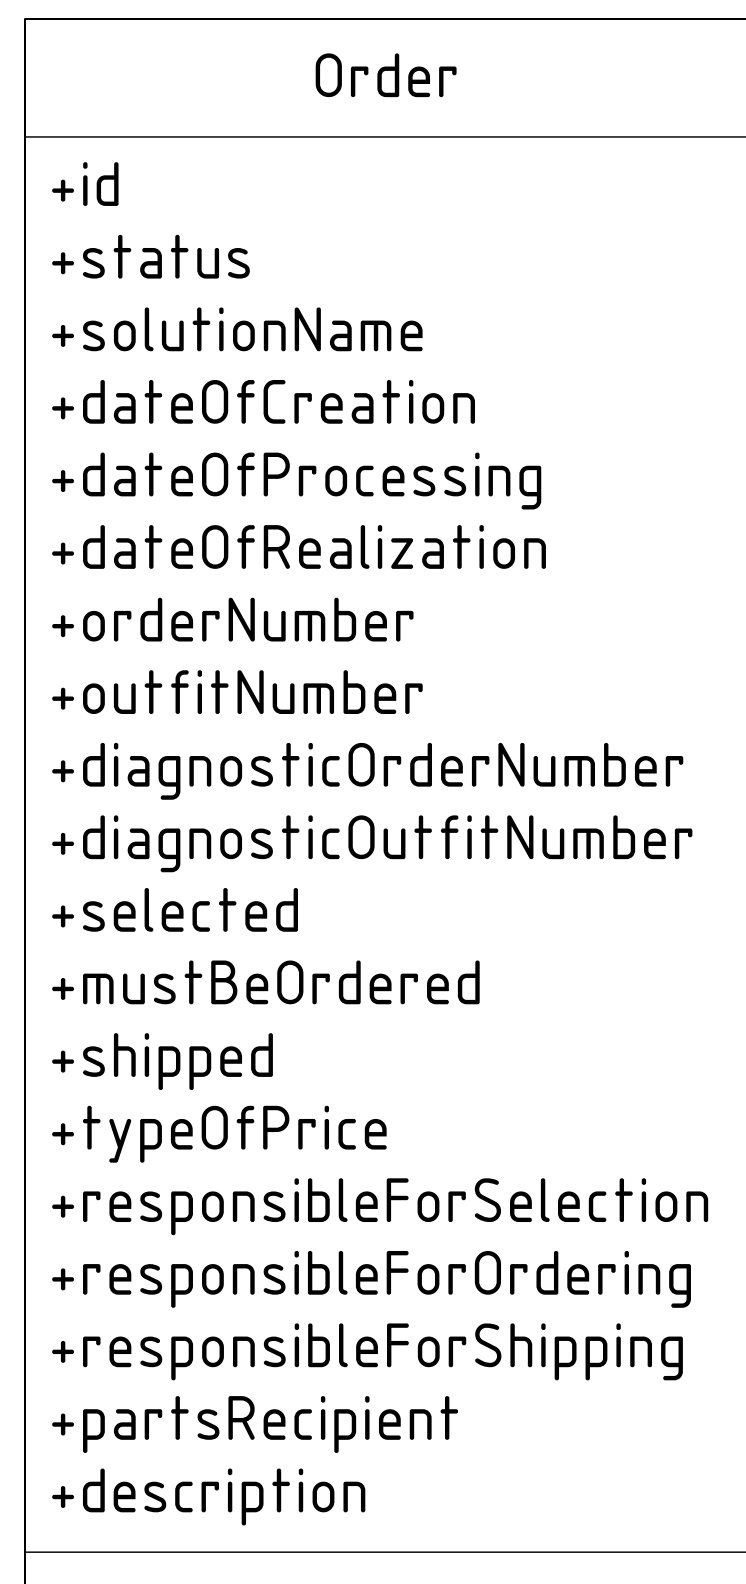 Order
+id
+status
+solutionName
+dateOfCreation
+dateOfProcessing
+dateOfRealization
+orderNumber
+outfitNumber
+diagnosticOrderNumber
+diagnosticOutfitNumber
+selected
+mustBeOrdered
+shipped
+typeOfPrice
+responsibleForSelection
+responsibleForOrdering
+responsibleForShipping
+partsRecipient
+description